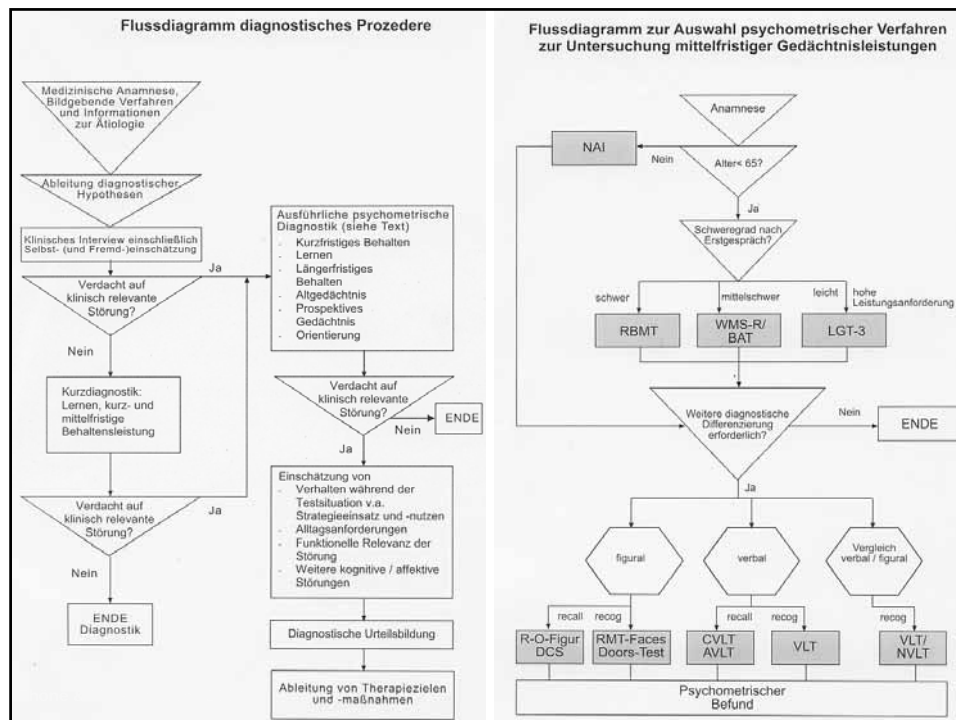 Flussdiagramm diagnostisches Prozedere
Medizinische Anamnese,
Bildgebende Verfahren
und Informationen
zur Ätiologie
Ableitung diagnostischer
Hypothesen
Klinisches Interview einschließlich
Selbst- (und Fremd-)einschätzung
Verdacht auf
klinisch relevante
Störung?
Ja
Nein
Kurzdiagnostik:
Lernen, kurz- und
mittelfristige
Behaltensleistung
Verdacht auf
klinisch relevante
Störung?
Ja
Nein
ENDE
Diagnostik
Ausführliche psychometrische
Diagnostik (siehe Text)
- Kurzfristiges Behalten
- Lernen
- Längerfristiges
Behalten
- Altgedächtnis
- Prospektives
Gedächtnis
- Orientierung
Verdacht auf
klinisch relevante
Störung?
Nein
ENDE
Ja
Einschätzung von
- Verhalten während der
Testsituation v.a.
Strategieeinsatz und -nutzen
- Alltagsanforderungen
- Funktionelle Relevanz der
Störung
- Weitere kognitive / affektive
Störungen
Diagnostische Urteilsbildung
Ableitung von Therapiezielen
und -maßnahmen
Flussdiagramm zur Auswahl psychometrischer Verfahren
zur Untersuchung mittelfristiger Gedächtnisleistungen
Anamnese
NAI
Nein
Alter< 65?
Ja
Schweregrad nach
Erstgespräch?
schwer
mittelschwer
leicht
hohe
Leistungsanforderung
RBMT
WMS-R/
BAT
LGT-3
Weitere diagnostische
Differenzierung
erforderlich?
Nein
ENDE
Ja
figural
verbal
Vergleich
verbal / figural
recall
recog
recall
recog
recog
R-O-Figur
DCS
RMT-Faces
Doors-Test
CVLT
AVLT
VLT
VLT/
NVLT
Psychometrischer
Befund